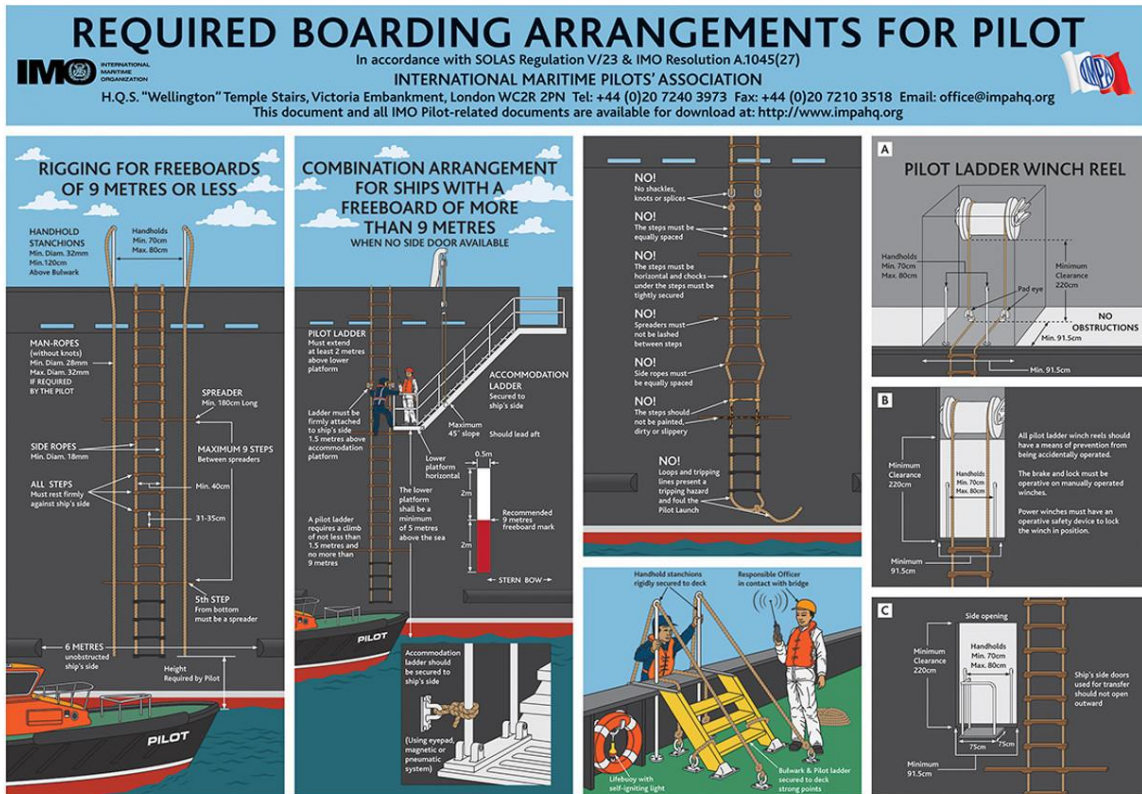 REQUIRED BOARDING ARRANGEMENTS FOR PILOT
In accordance with SOLAS Regulation V/23 & IMO Resolution A.1045(27)
INTERNATIONAL MARITIME PILOTS' ASSOCIATION
H.Q.S. "Wellington" Temple Stairs, Victoria Embankment, London WC2R 2PN Tel: +44 (0)20 7240 3973 Fax: +44 (0)20 7210 3518 Email: office@impahq.org
This document and all IMO Pilot-related documents are available for download at: http://www.impahq.org
IMO
INTERNATIONAL
MARITIME
ORGANIZATION
IMPA
RIGGING FOR FREEBOARDS
OF 9 METRES OR LESS
HANDHOLD
STANCHIONS
Min. Diam. 32mm
Min.120cm
Above Bulwark
Handholds
Min. 70cm
Max. 80cm
MAN-ROPES
(without knots)
Min. Diam. 28mm
Max. Diam. 32mm
IF REQUIRED
BY THE PILOT
SPREADER
Min. 180cm Long
SIDE ROPES
Min. Diam. 18mm
MAXIMUM 9 STEPS
Between spreaders
ALL STEPS
Must rest firmly
against ship's side
Min. 40cm
31-35cm
5th STEP
From bottom
must be a spreader
6 METRES
unobstructed
ship's side
Height
Required by Pilot
PILOT
COMBINATION ARRANGEMENT
FOR SHIPS WITH A
FREEBOARD OF MORE
THAN 9 METRES
WHEN NO SIDE DOOR AVAILABLE
PILOT LADDER
Must extend
at least 2 metres
above lower
platform
ACCOMMODATION
LADDER
Secured to
ship's side
Ladder must be
firmly attached
to ship's side
1.5 metres above
accommodation
platform
Maximum
45° slope
Should lead aft
Lower
platform
horizontal
0.5m
2m
2m
Recommended
9 metres
freeboard mark
The lower
platform
shall be a
minimum
of 5 metres
above the sea
A pilot ladder
requires a climb
of not less than
1.5 metres and
no more than
9 metres
STERN BOW
PILOT
Accommodation
ladder should
be secured to
ship's side
(Using eyepad,
magnetic or
pneumatic
system)
NO!
No shackles,
knots or splices
NO!
The steps must be
equally spaced
NO!
The steps must be
horizontal and chocks
under the steps must be
tightly secured
NO!
Spreaders must
not be lashed
between steps
NO!
Side ropes must
be equally spaced
NO!
The steps should
not be painted,
dirty or slippery
NO!
Loops and tripping
lines present a
tripping hazard
and foul the
Pilot Launch
Handhold stanchions
rigidly secured to deck
Responsible Officer
in contact with bridge
Lifebuoy with
self-igniting light
Bulwark & Pilot ladder
secured to deck
strong points
A
PILOT LADDER WINCH REEL
Handholds
Min. 70cm
Max. 80cm
Minimum
Clearance
220cm
Pad eye
NO
OBSTRUCTIONS
Min. 91.5cm
Min. 91.5cm
B
Minimum
Clearance
220cm
Handholds
Min. 70cm
Max. 80cm
Minimum
91.5cm
All pilot ladder winch reels should
have a means of prevention from
being accidentally operated.
The brake and lock must be
operative on manually operated
winches.
Power winches must have an
operative safety device to lock
the winch in position.
C
Side opening
Minimum
Clearance
220cm
Handholds
Min. 70cm
Max. 80cm
75cm
75cm
Minimum
91.5cm
Ship's side doors
used for transfer
should not open
outward